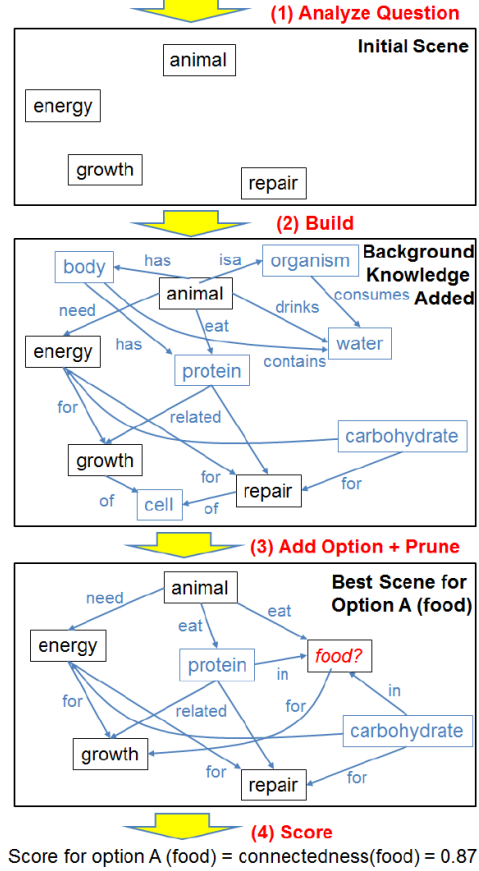 (1) Analyze Question
Initial Scene
animal
energy
growth
repair
(2) Build
Background
Knowledge
Added
body
has
isa
organism
animal
consumes
need
drinks
eat
energy
has
water
contains
protein
for
related
carbohydrate
growth
for
repair
for
of
cell
of
(3) Add Option + Prune
Best Scene for
Option A (food)
animal
need
eat
eat
energy
food?
protein
in
in
for
related
for
carbohydrate
growth
for
repair
for
(4) Score
Score for option A (food) = connectedness(food) = 0.87